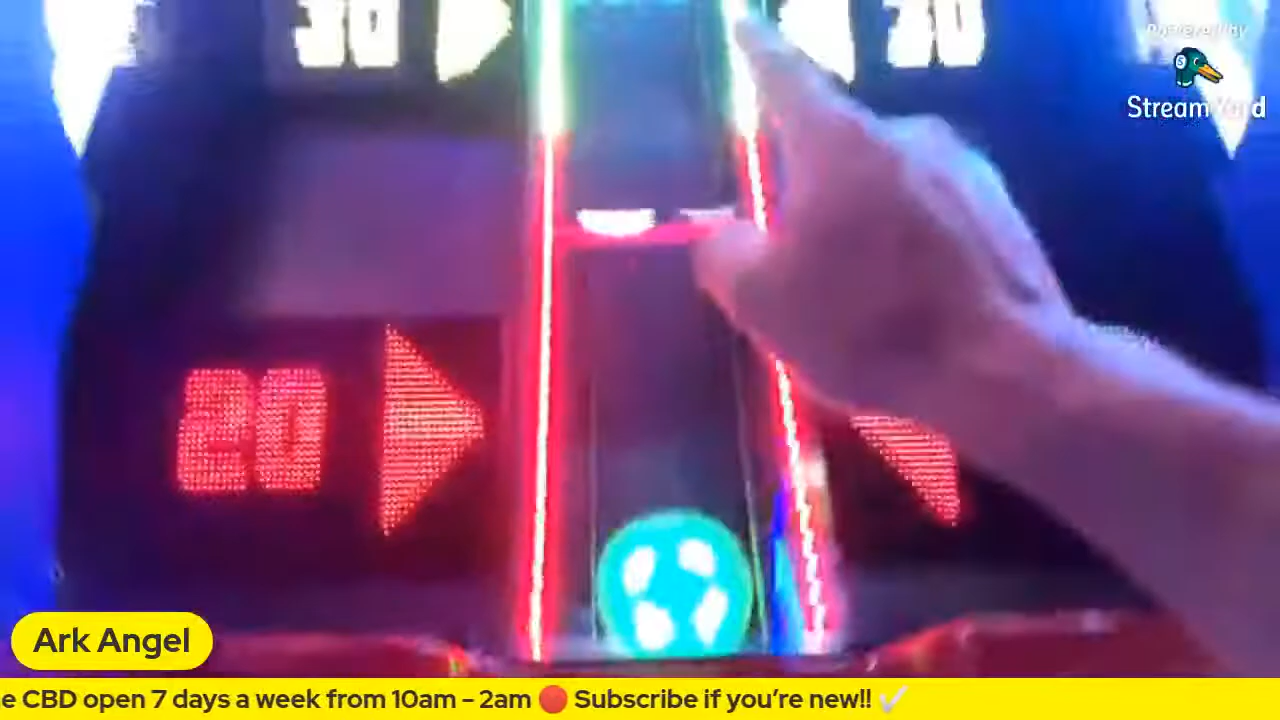 30
30
Powered by
StreamYard
20
Ark Angel
e CBD open 7 days a week from 10am – 2am 🔴 Subscribe if you're new!! ✔